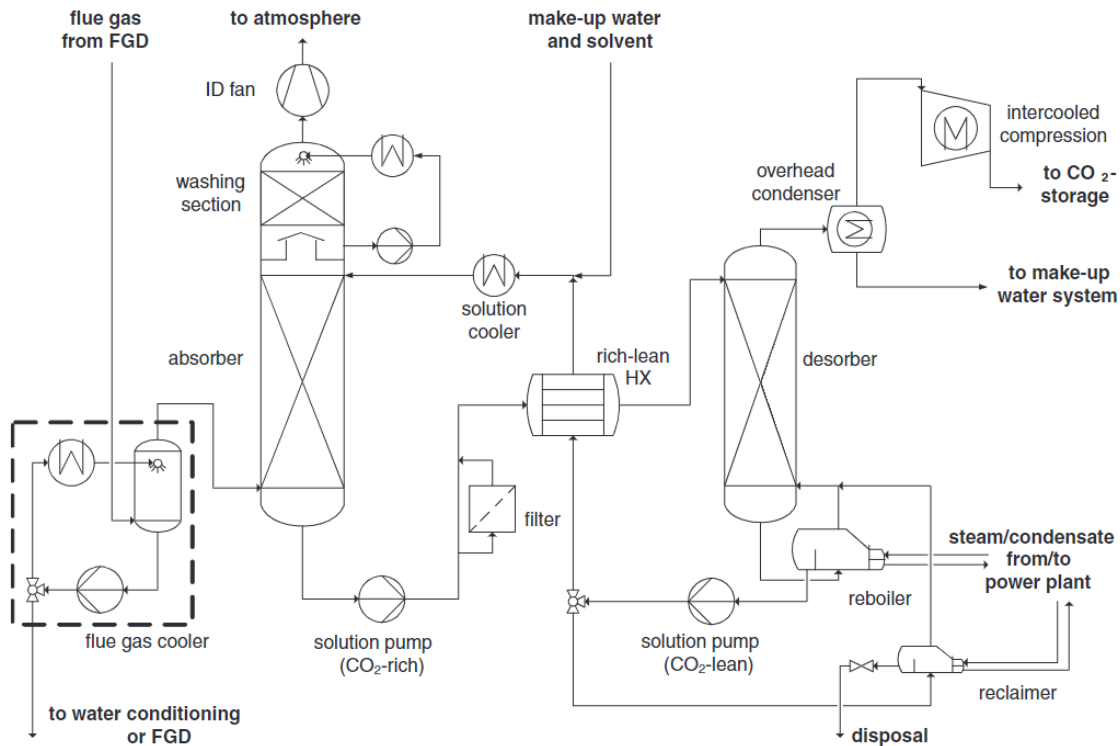 flue gas
from FGD
to atmosphere
make-up water
and solvent
ID fan
intercooled
compression
washing
section
overhead
condenser
to CO₂-
storage
to make-up
water system
solution
cooler
absorber
rich-lean
HX
desorber
filter
steam/condensate
from/to
power plant
reboiler
flue gas cooler
solution pump
(CO₂-rich)
solution pump
(CO₂-lean)
reclaimer
to water conditioning
or FGD
disposal